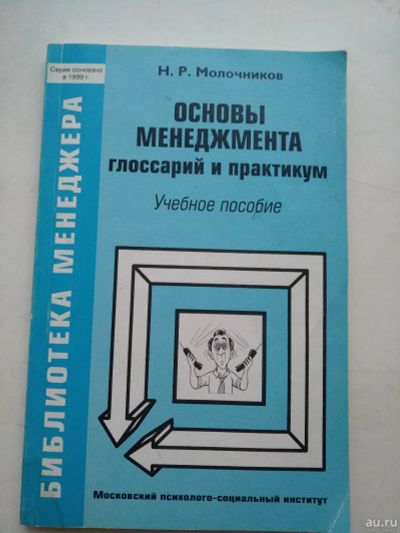 Серия основана
в 1999 г.
БИБЛИОТЕКА МЕНЕДЖЕРА
Н. Р. Молочников
ОСНОВЫ
МЕНЕДЖМЕНТА
глоссарий и практикум
Учебное пособие
Московский психолого-социальный институт
au.ru